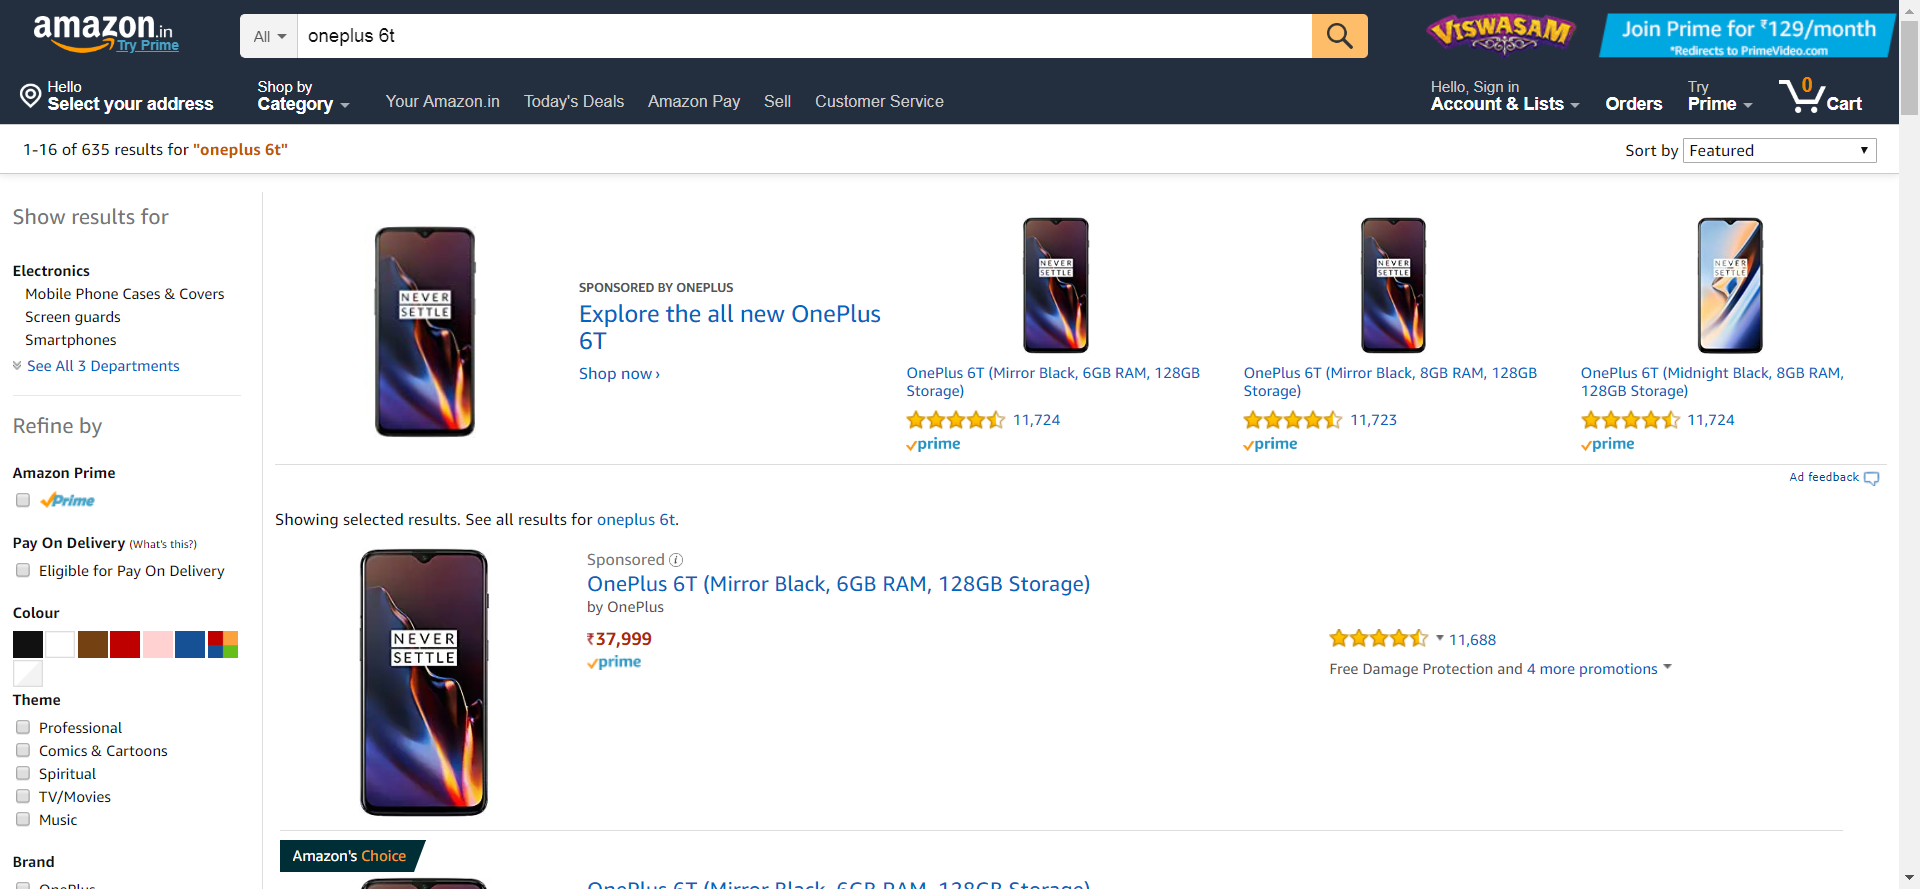 amazon.in
Try Prime
All
oneplus 6t
VISWASAM
Join Prime for ₹129/month
*Redirects to PrimeVideo.com
Hello
Select your address
Shop by
Category
Your Amazon.in
Today's Deals
Amazon Pay
Sell
Customer Service
Hello, Sign in
Account & Lists
Orders
Try
Prime
0
Cart
1-16 of 635 results for "oneplus 6t"
Sort by
Featured
Show results for
Electronics
Mobile Phone Cases & Covers
Screen guards
Smartphones
See All 3 Departments
Refine by
Amazon Prime
Prime
Pay On Delivery (What's this?)
Eligible for Pay On Delivery
Colour
Theme
Professional
Comics & Cartoons
Spiritual
TV/Movies
Music
Brand
OnePlus
NEVER
SETTLE
SPONSORED BY ONEPLUS
Explore the all new OnePlus
6T
Shop now ›
NEVER
SETTLE
OnePlus 6T (Mirror Black, 6GB RAM, 128GB
Storage)
11,724
prime
NEVER
SETTLE
OnePlus 6T (Mirror Black, 8GB RAM, 128GB
Storage)
11,723
prime
NEVER
SETTLE
OnePlus 6T (Midnight Black, 8GB RAM,
128GB Storage)
11,724
prime
Ad feedback
Showing selected results. See all results for oneplus 6t.
NEVER
SETTLE
Sponsored
OnePlus 6T (Mirror Black, 6GB RAM, 128GB Storage)
by OnePlus
₹37,999
prime
11,688
Free Damage Protection and 4 more promotions
Amazon's Choice
OnePlus 6T (Mirror Black, 6GB RAM, 128GB Storage)